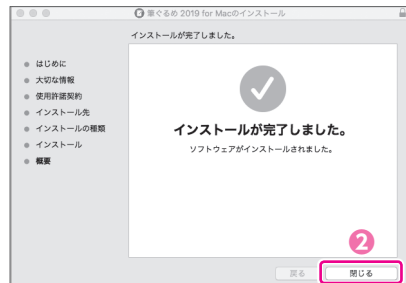 筆ぐるめ 2019 for Macのインストール
インストールが完了しました。
はじめに
大切な情報
使用許諾契約
インストール先
インストールの種類
インストール
概要
インストールが完了しました。
ソフトウェアがインストールされました。
2
戻る
閉じる